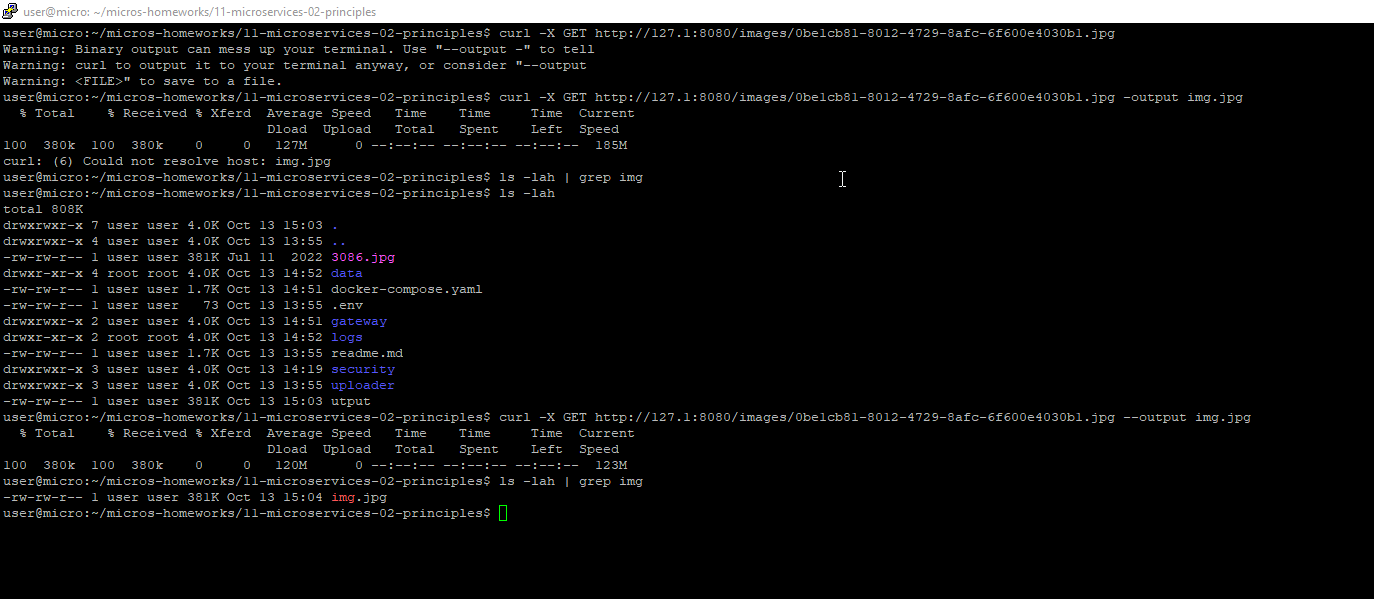 user@micro: ~/micros-homeworks/11-microservices-02-principles
user@micro:~/micros-homeworks/11-microservices-02-principles$ curl -X GET http://127.1:8080/images/0be1cb81-8012-4729-8afc-6f600e4030b1.jpg
Warning: Binary output can mess up your terminal. Use "--output -" to tell
Warning: curl to output it to your terminal anyway, or consider "--output
Warning: <FILE>" to save to a file.
user@micro:~/micros-homeworks/11-microservices-02-principles$ curl -X GET http://127.1:8080/images/0be1cb81-8012-4729-8afc-6f600e4030b1.jpg -output img.jpg
  % Total    % Received % Xferd  Average Speed   Time    Time     Time  Current
                                 Dload  Upload   Total   Spent    Left  Speed
100  380k  100  380k    0     0   127M      0 --:--:-- --:--:-- --:--:--  185M
curl: (6) Could not resolve host: img.jpg
user@micro:~/micros-homeworks/11-microservices-02-principles$ ls -lah | grep img
user@micro:~/micros-homeworks/11-microservices-02-principles$ ls -lah
total 808K
drwxrwxr-x 7 user user 4.0K Oct 13 15:03 .
drwxrwxr-x 4 user user 4.0K Oct 13 13:55 ..
-rw-rw-r-- 1 user user 381K Jul 11  2022 3086.jpg
drwxr-xr-x 4 root root 4.0K Oct 13 14:52 data
-rw-rw-r-- 1 user user 1.7K Oct 13 14:51 docker-compose.yaml
-rw-rw-r-- 1 user user   73 Oct 13 13:55 .env
drwxrwxr-x 2 user user 4.0K Oct 13 14:51 gateway
drwxr-xr-x 2 root root 4.0K Oct 13 14:52 logs
-rw-rw-r-- 1 user user 1.7K Oct 13 13:55 readme.md
drwxrwxr-x 3 user user 4.0K Oct 13 14:19 security
drwxrwxr-x 3 user user 4.0K Oct 13 13:55 uploader
-rw-rw-r-- 1 user user 381K Oct 13 15:03 utput
user@micro:~/micros-homeworks/11-microservices-02-principles$ curl -X GET http://127.1:8080/images/0be1cb81-8012-4729-8afc-6f600e4030b1.jpg --output img.jpg
  % Total    % Received % Xferd  Average Speed   Time    Time     Time  Current
                                 Dload  Upload   Total   Spent    Left  Speed
100  380k  100  380k    0     0   120M      0 --:--:-- --:--:-- --:--:--  123M
user@micro:~/micros-homeworks/11-microservices-02-principles$ ls -lah | grep img
-rw-rw-r-- 1 user user 381K Oct 13 15:04 img.jpg
user@micro:~/micros-homeworks/11-microservices-02-principles$